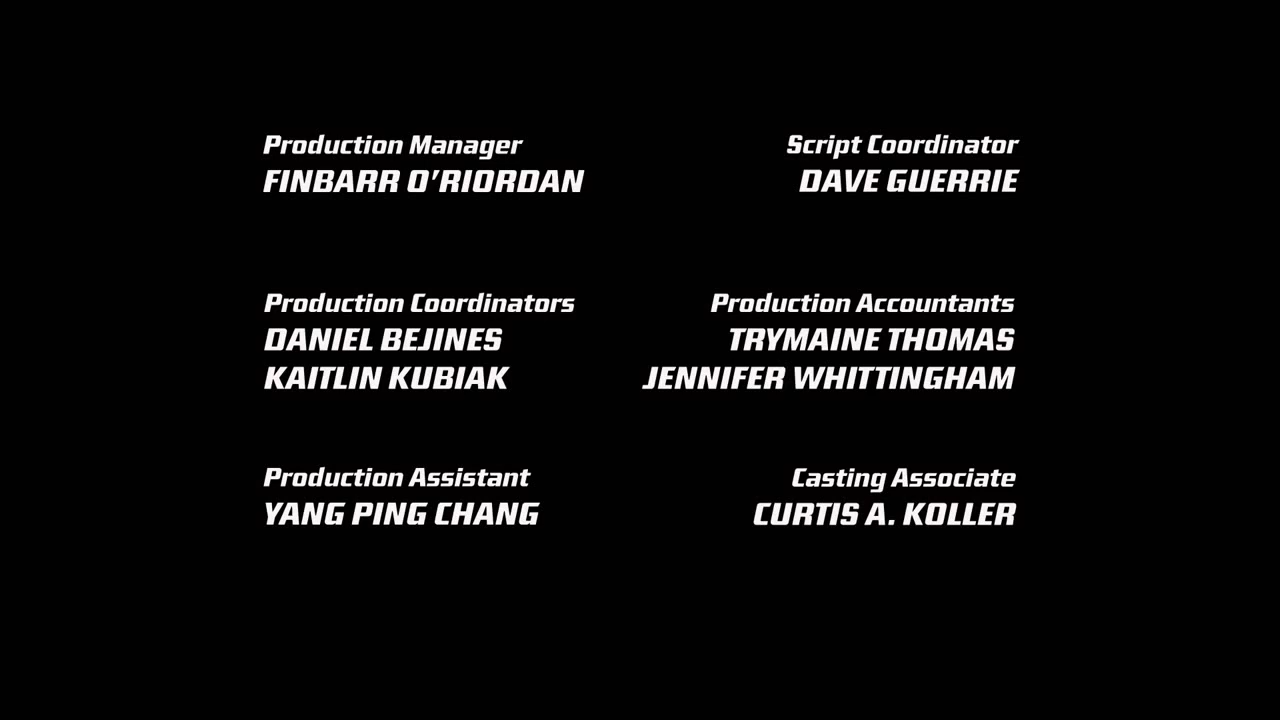 Production Manager
FINBARR O’RIORDAN
Script Coordinator
DAVE GUERRIE
Production Coordinators
DANIEL BEJINES
KAITLIN KUBIAK
Production Accountants
TRYMAINE THOMAS
JENNIFER WHITTINGHAM
Production Assistant
YANG PING CHANG
Casting Associate
CURTIS A. KOLLER